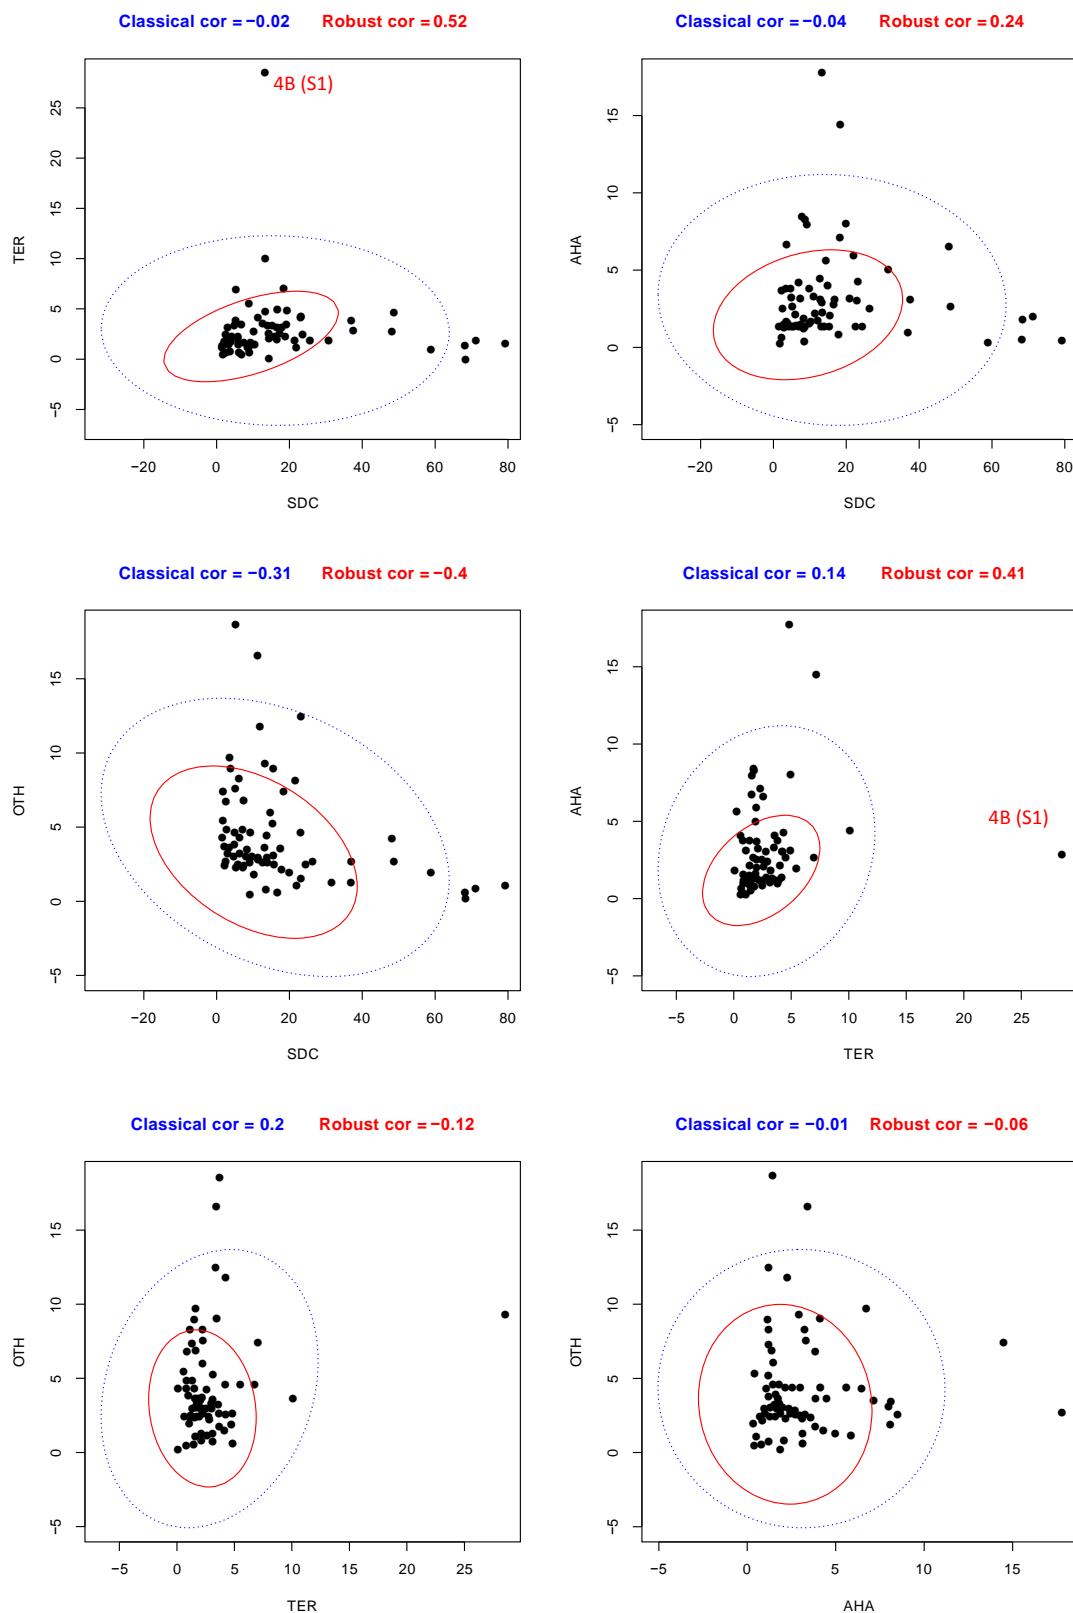 Classical cor = −0.02 Robust cor = 0.52
4B (S1)
TER
25
20
15
10
5
0
−5
−20 0 20 40 60 80
SDC
Classical cor = −0.04 Robust cor = 0.24
AHA
15
10
5
0
−5
−20 0 20 40 60 80
SDC
Classical cor = −0.31 Robust cor = −0.4
OTH
15
10
5
0
−5
−20 0 20 40 60 80
SDC
Classical cor = 0.14 Robust cor = 0.41
4B (S1)
AHA
15
10
5
0
−5
−5 0 5 10 15 20 25
TER
Classical cor = 0.2 Robust cor = −0.12
OTH
15
10
5
0
−5
−5 0 5 10 15 20 25
TER
Classical cor = −0.01 Robust cor = −0.06
OTH
15
10
5
0
−5
−5 0 5 10 15
AHA